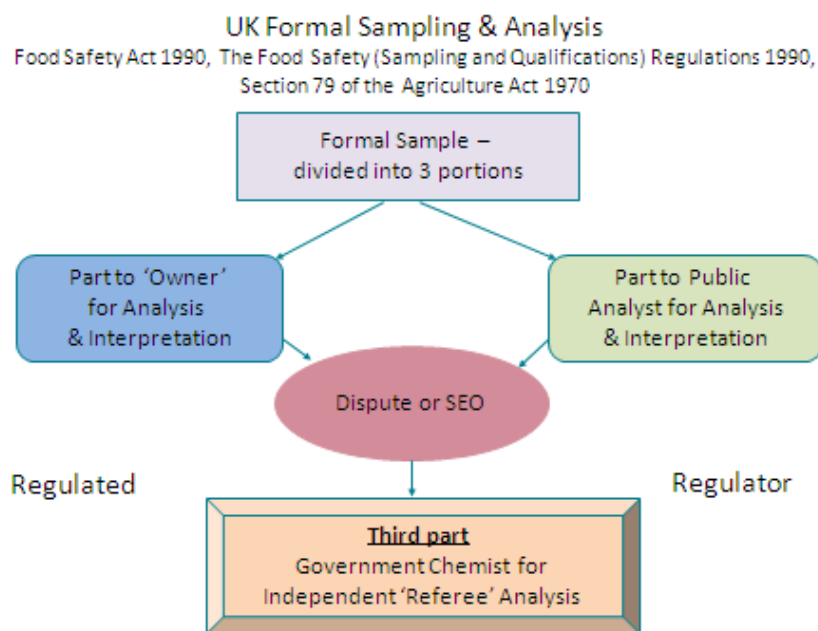 UK Formal Sampling & Analysis
Food Safety Act 1990, The Food Safety (Sampling and Qualifications) Regulations 1990,
Section 79 of the Agriculture Act 1970
Formal Sample –
divided into 3 portions
Part to ‘Owner’
for Analysis
& Interpretation
Part to Public
Analyst for Analysis
& Interpretation
Dispute or SEO
Regulated
Regulator
Third part
Government Chemist for
Independent ‘Referee’ Analysis